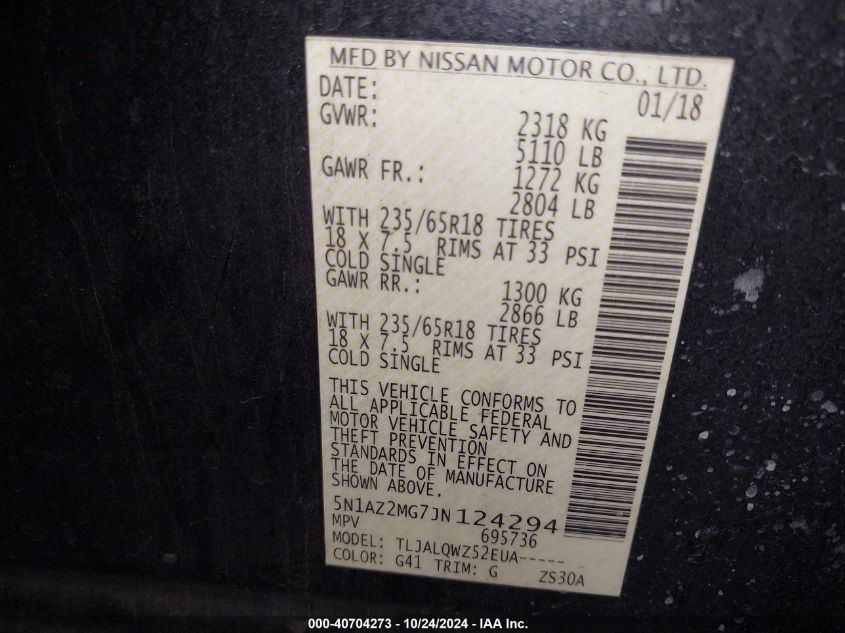 MFD BY NISSAN MOTOR CO., LTD.
DATE: 01/18
GVWR: 2318 KG
5110 LB
GAWR FR.: 1272 KG
2804 LB
WITH 235/65R18 TIRES
18 X 7.5 RIMS AT 33 PSI
COLD SINGLE
GAWR RR.: 1300 KG
2866 LB
WITH 235/65R18 TIRES
18 X 7.5 RIMS AT 33 PSI
COLD SINGLE
THIS VEHICLE CONFORMS TO
ALL APPLICABLE FEDERAL
MOTOR VEHICLE SAFETY AND
THEFT PREVENTION
STANDARDS IN EFFECT ON
THE DATE OF MANUFACTURE
SHOWN ABOVE.
5N1AZ2MG7JN124294
MPV 695736
MODEL: TLJALQWZ52EUA-----
COLOR: G41 TRIM: G ZS30A
000-40704273 - 10/24/2024 - IAA Inc.